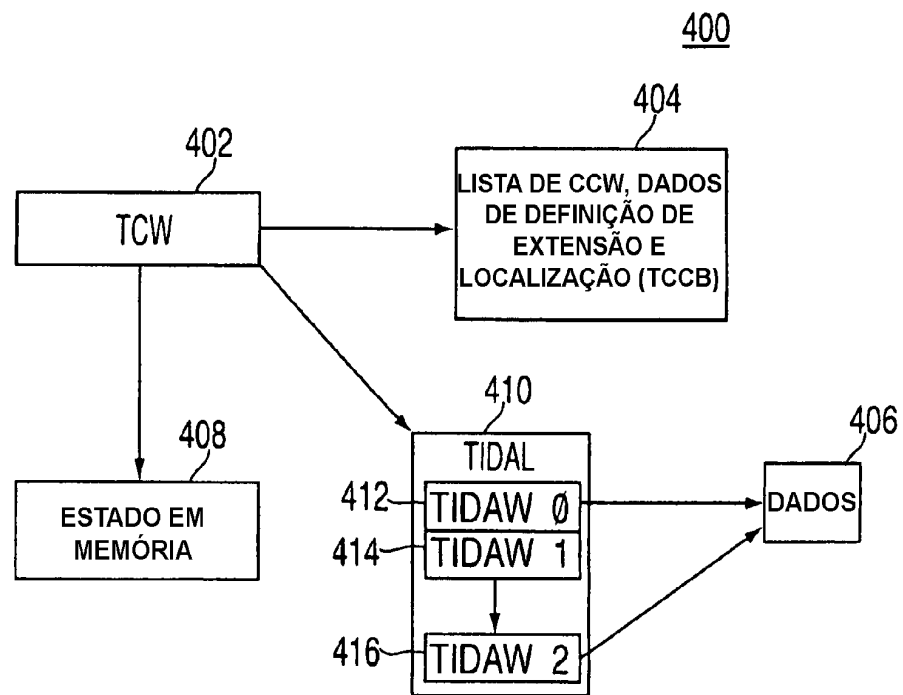 400
402
TCW
404
LISTA DE CCW, DADOS
DE DEFINIÇÃO DE
EXTENSÃO E
LOCALIZAÇÃO (TCCB)
408
ESTADO EM
MEMÓRIA
410
TIDAL
412
TIDAW 0
414
TIDAW 1
416
TIDAW 2
406
DADOS